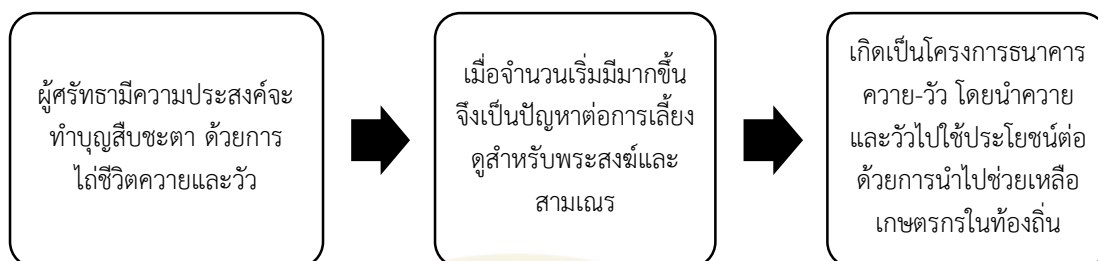 ผู้ศรัทธามีความประสงค์จะ
ทำบุญสืบชะตา ด้วยการ
ไถ่ชีวิตควายและวัว
เมื่อจำนวนเริ่มมีมากขึ้น
จึงเป็นปัญหาต่อการเลี้ยง
ดูสำหรับพระสงฆ์และ
สามเณร
เกิดเป็นโครงการธนาคาร
ควาย-วัว โดยนำควาย
และวัวไปใช้ประโยชน์ต่อ
ด้วยการนำไปช่วยเหลือ
เกษตรกรในท้องถิ่น